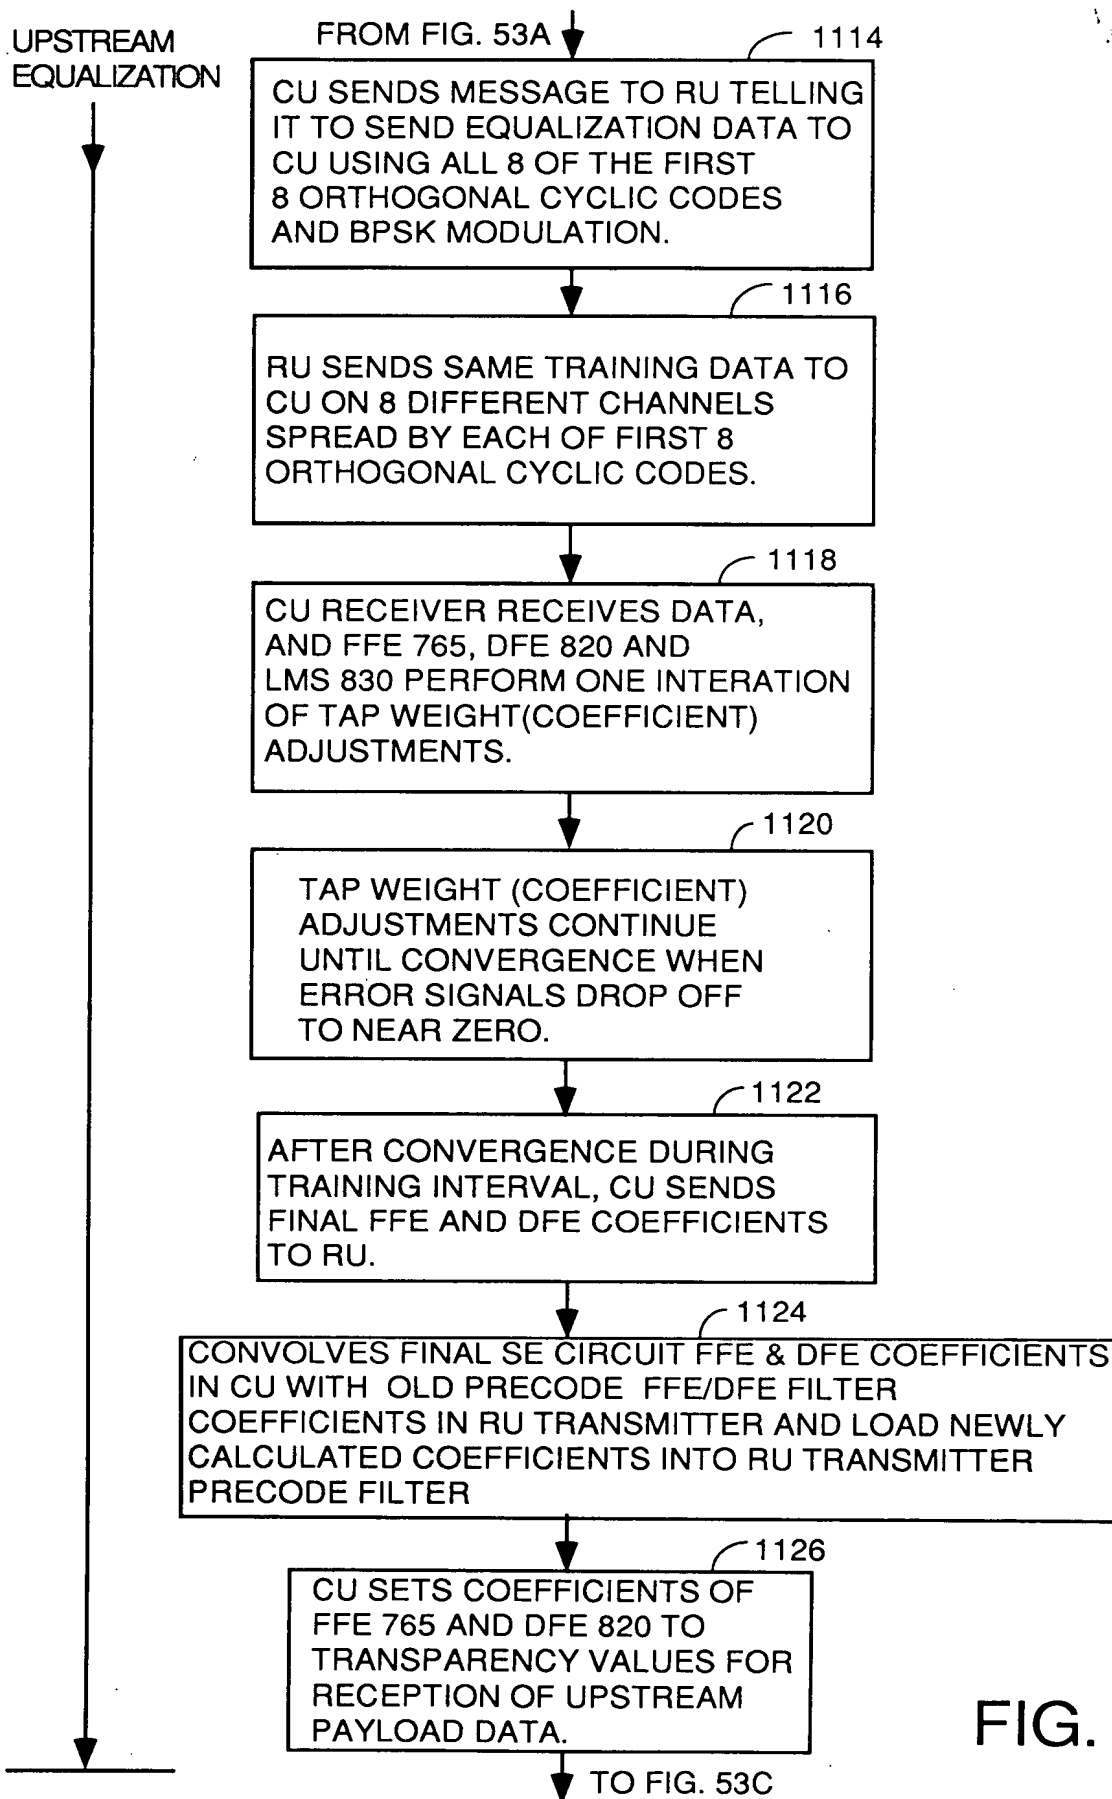 UPSTREAM
EQUALIZATION
FROM FIG. 53A
1114
CU SENDS MESSAGE TO RU TELLING
IT TO SEND EQUALIZATION DATA TO
CU USING ALL 8 OF THE FIRST
8 ORTHOGONAL CYCLIC CODES
AND BPSK MODULATION.
1116
RU SENDS SAME TRAINING DATA TO
CU ON 8 DIFFERENT CHANNELS
SPREAD BY EACH OF FIRST 8
ORTHOGONAL CYCLIC CODES.
1118
CU RECEIVER RECEIVES DATA,
AND FFE 765, DFE 820 AND
LMS 830 PERFORM ONE INTERATION
OF TAP WEIGHT(COEFFICIENT)
ADJUSTMENTS.
1120
TAP WEIGHT (COEFFICIENT)
ADJUSTMENTS CONTINUE
UNTIL CONVERGENCE WHEN
ERROR SIGNALS DROP OFF
TO NEAR ZERO.
1122
AFTER CONVERGENCE DURING
TRAINING INTERVAL, CU SENDS
FINAL FFE AND DFE COEFFICIENTS
TO RU.
1124
CONVOLVES FINAL SE CIRCUIT FFE & DFE COEFFICIENTS
IN CU WITH OLD PRECODE FFE/DFE FILTER
COEFFICIENTS IN RU TRANSMITTER AND LOAD NEWLY
CALCULATED COEFFICIENTS INTO RU TRANSMITTER
PRECODE FILTER
1126
CU SETS COEFFICIENTS OF
FFE 765 AND DFE 820 TO
TRANSPARENCY VALUES FOR
RECEPTION OF UPSTREAM
PAYLOAD DATA.
FIG.
TO FIG. 53C